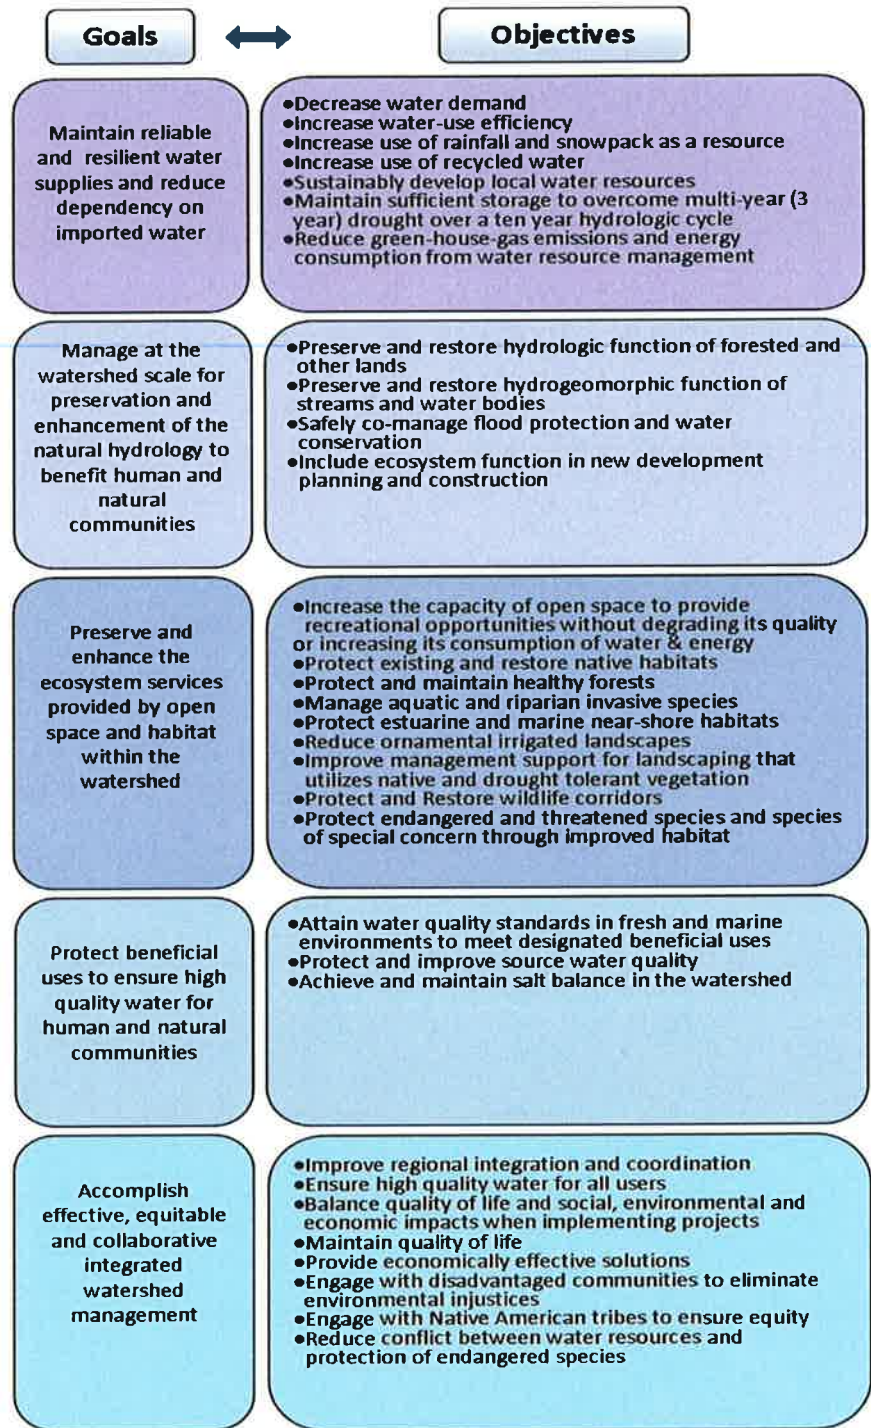 Goals
Objectives
Maintain reliable
and resilient water
supplies and reduce
dependency on
imported water
●Decrease water demand
●Increase water-use efficiency
●Increase use of rainfall and snowpack as a resource
●Increase use of recycled water
●Sustainably develop local water resources
●Maintain sufficient storage to overcome multi-year (3
year) drought over a ten year hydrologic cycle
●Reduce green-house-gas emissions and energy
consumption from water resource management
Manage at the
watershed scale for
preservation and
enhancement of the
natural hydrology to
benefit human and
natural
communities
●Preserve and restore hydrologic function of forested and
other lands
●Preserve and restore hydrogeomorphic function of
streams and water bodies
●Safely co-manage flood protection and water
conservation
●Include ecosystem function in new development
planning and construction
Preserve and
enhance the
ecosystem services
provided by open
space and habitat
within the
watershed
●Increase the capacity of open space to provide
recreational opportunities without degrading its quality
or increasing its consumption of water & energy
●Protect existing and restore native habitats
●Protect and maintain healthy forests
●Manage aquatic and riparian invasive species
●Protect estuarine and marine near-shore habitats
●Reduce ornamental irrigated landscapes
●Improve management support for landscaping that
utilizes native and drought tolerant vegetation
●Protect and Restore wildlife corridors
●Protect endangered and threatened species and species
of special concern through improved habitat
Protect beneficial
uses to ensure high
quality water for
human and natural
communities
●Attain water quality standards in fresh and marine
environments to meet designated beneficial uses
●Protect and improve source water quality
●Achieve and maintain salt balance in the watershed
Accomplish
effective, equitable
and collaborative
integrated
watershed
management
●Improve regional integration and coordination
●Ensure high quality water for all users
●Balance quality of life and social, environmental and
economic impacts when implementing projects
●Maintain quality of life
●Provide economically effective solutions
●Engage with disadvantaged communities to eliminate
environmental injustices
●Engage with Native American tribes to ensure equity
●Reduce conflict between water resources and
protection of endangered species